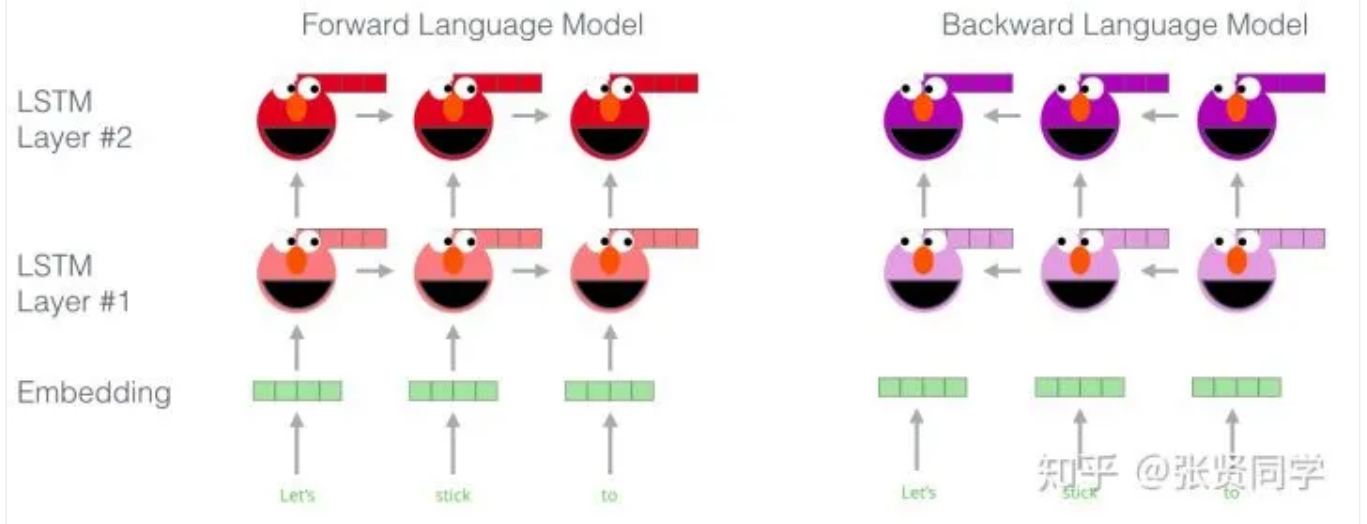 Forward Language Model
Backward Language Model
LSTM
Layer #2
LSTM
Layer #1
Embedding
Let's
stick
to
Let's
stick
to
知乎 @张贤同学